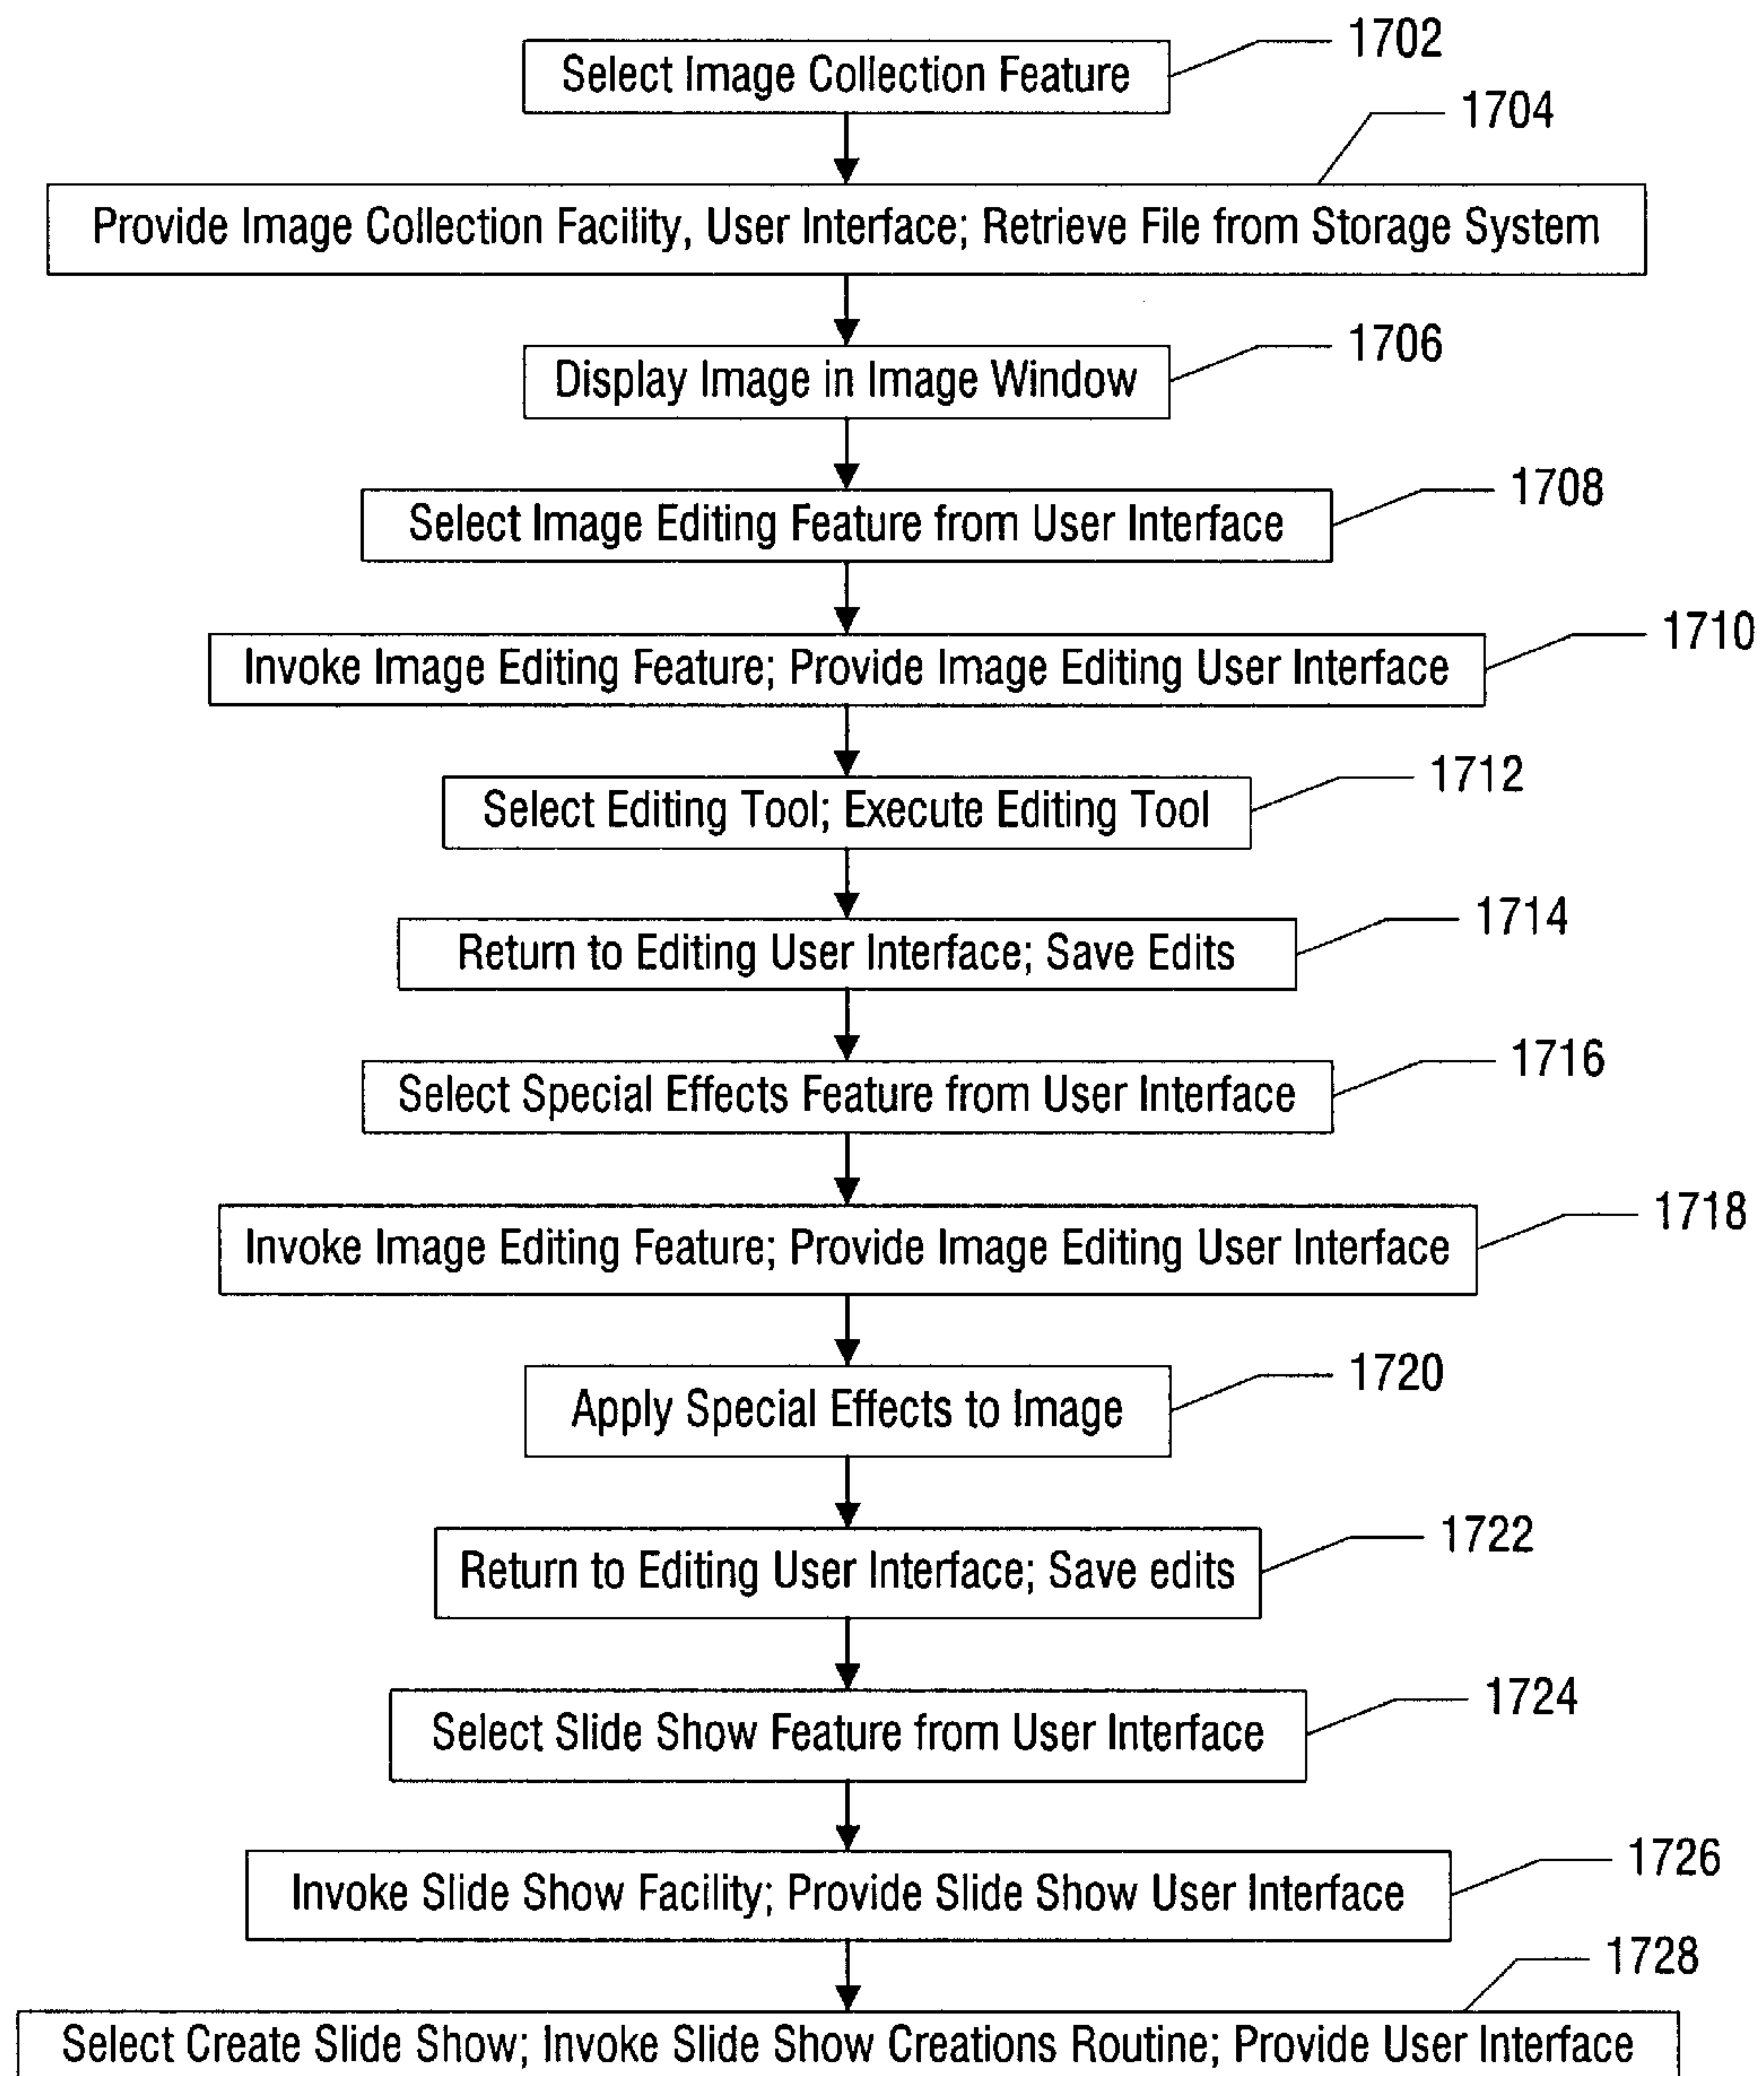 1702
Select Image Collection Feature
1704
Provide Image Collection Facility, User Interface; Retrieve File from Storage System
1706
Display Image in Image Window
1708
Select Image Editing Feature from User Interface
1710
Invoke Image Editing Feature; Provide Image Editing User Interface
1712
Select Editing Tool; Execute Editing Tool
1714
Return to Editing User Interface; Save Edits
1716
Select Special Effects Feature from User Interface
1718
Invoke Image Editing Feature; Provide Image Editing User Interface
1720
Apply Special Effects to Image
1722
Return to Editing User Interface; Save edits
1724
Select Slide Show Feature from User Interface
1726
Invoke Slide Show Facility; Provide Slide Show User Interface
1728
Select Create Slide Show; Invoke Slide Show Creations Routine; Provide User Interface